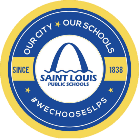 OUR CITY ★ OUR SCHOOLS
SINCE 1838
SAINT LOUIS
PUBLIC SCHOOLS
#WECHOOSESLPS